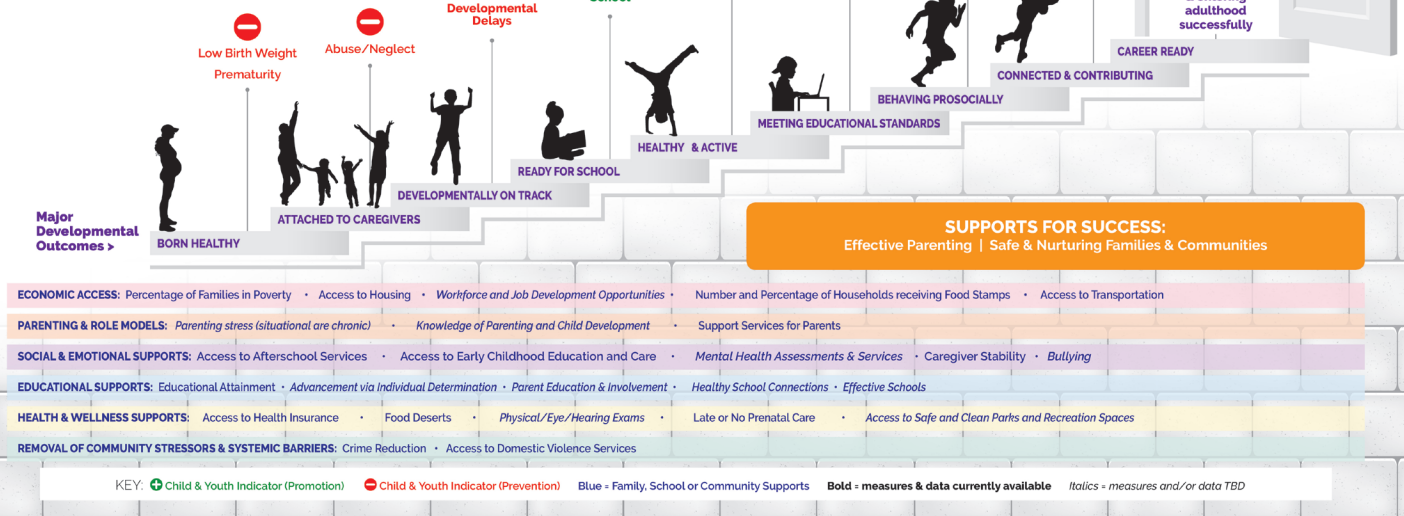 Developmental
Delays
Low Birth Weight
Prematurity
Abuse/Neglect
adulthood
successfully
CAREER READY
CONNECTED & CONTRIBUTING
BEHAVING PROSOCIALLY
MEETING EDUCATIONAL STANDARDS
HEALTHY & ACTIVE
READY FOR SCHOOL
DEVELOPMENTALLY ON TRACK
ATTACHED TO CAREGIVERS
BORN HEALTHY
Major
Developmental
Outcomes >
SUPPORTS FOR SUCCESS:
Effective Parenting | Safe & Nurturing Families & Communities
ECONOMIC ACCESS: Percentage of Families in Poverty • Access to Housing • Workforce and Job Development Opportunities • Number and Percentage of Households receiving Food Stamps • Access to Transportation
PARENTING & ROLE MODELS: Parenting stress (situational are chronic) • Knowledge of Parenting and Child Development • Support Services for Parents
SOCIAL & EMOTIONAL SUPPORTS: Access to Afterschool Services • Access to Early Childhood Education and Care • Mental Health Assessments & Services • Caregiver Stability • Bullying
EDUCATIONAL SUPPORTS: Educational Attainment • Advancement via Individual Determination • Parent Education & Involvement • Healthy School Connections • Effective Schools
HEALTH & WELLNESS SUPPORTS: Access to Health Insurance • Food Deserts • Physical/Eye/Hearing Exams • Late or No Prenatal Care • Access to Safe and Clean Parks and Recreation Spaces
REMOVAL OF COMMUNITY STRESSORS & SYSTEMIC BARRIERS: Crime Reduction • Access to Domestic Violence Services
KEY: Child & Youth Indicator (Promotion) Child & Youth Indicator (Prevention) Blue = Family, School or Community Supports Bold = measures & data currently available Italics = measures and/or data TBD